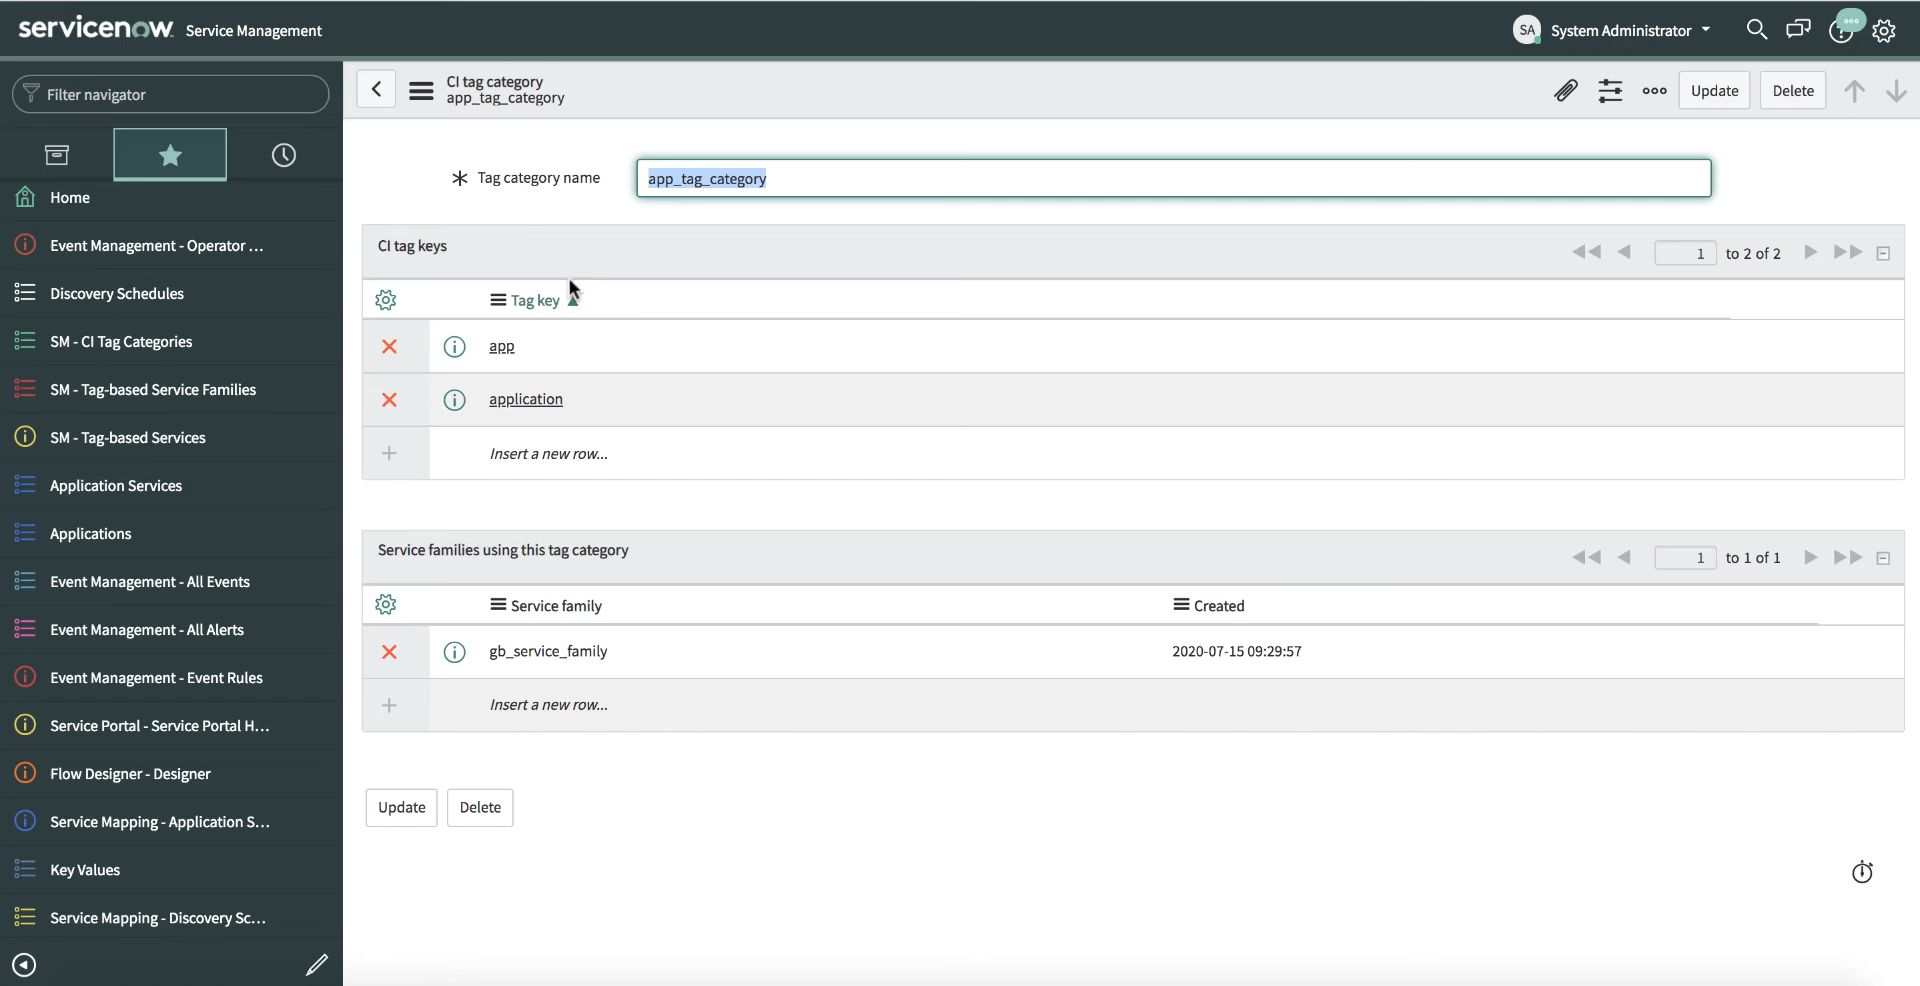 servicenow. Service Management
SA System Administrator
Filter navigator
Home
Event Management - Operator ...
Discovery Schedules
SM - CI Tag Categories
SM - Tag-based Service Families
SM - Tag-based Services
Application Services
Applications
Event Management - All Events
Event Management - All Alerts
Event Management - Event Rules
Service Portal - Service Portal H...
Flow Designer - Designer
Service Mapping - Application S...
Key Values
Service Mapping - Discovery Sc...
CI tag category
app_tag_category
Update Delete
Tag category name app_tag_category
CI tag keys 1 to 2 of 2
Tag key
app
application
Insert a new row...
Service families using this tag category 1 to 1 of 1
Service family Created
gb_service_family 2020-07-15 09:29:57
Insert a new row...
Update Delete